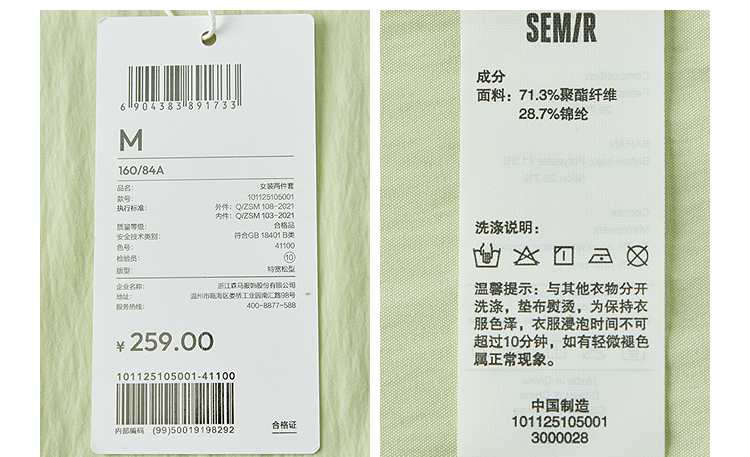 6 904383 891733
M
160/84A
品名: 女装两件套
款号: 101125105001
执行标准: 外件: Q/ZSM 108-2021
内件: Q/ZSM 103-2021
质量等级: 合格品
安全技术类别: 符合GB 18401 B类
色号: 41100
检验员: 10
版型: 特宽松型
企业名称: 浙江森马服饰股份有限公司
地址: 温州市瓯海区娄桥工业园南汇路98号
服务热线: 400-8877-588
¥ 259.00
101125105001-41100
内部编码 (99)50019198292
合格证
SEMIR
成分
面料: 71.3%聚酯纤维
28.7%锦纶
洗涤说明:
温馨提示: 与其他衣物分开
洗涤, 垫布熨烫, 为保持衣
服色泽, 衣服浸泡时间不可
超过10分钟, 如有轻微褪色
属正常现象。
中国制造
101125105001
3000028